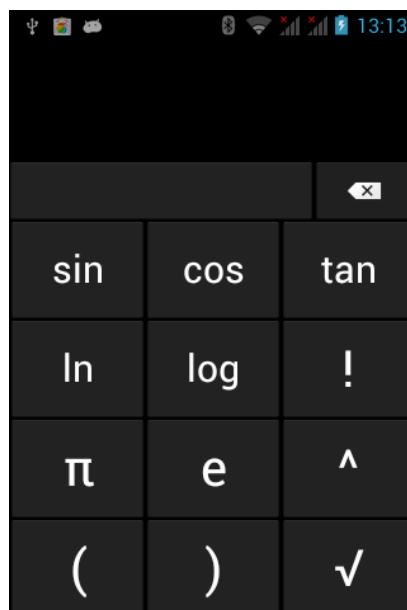 13:13
sin cos tan
ln log !
π e ^
( ) √